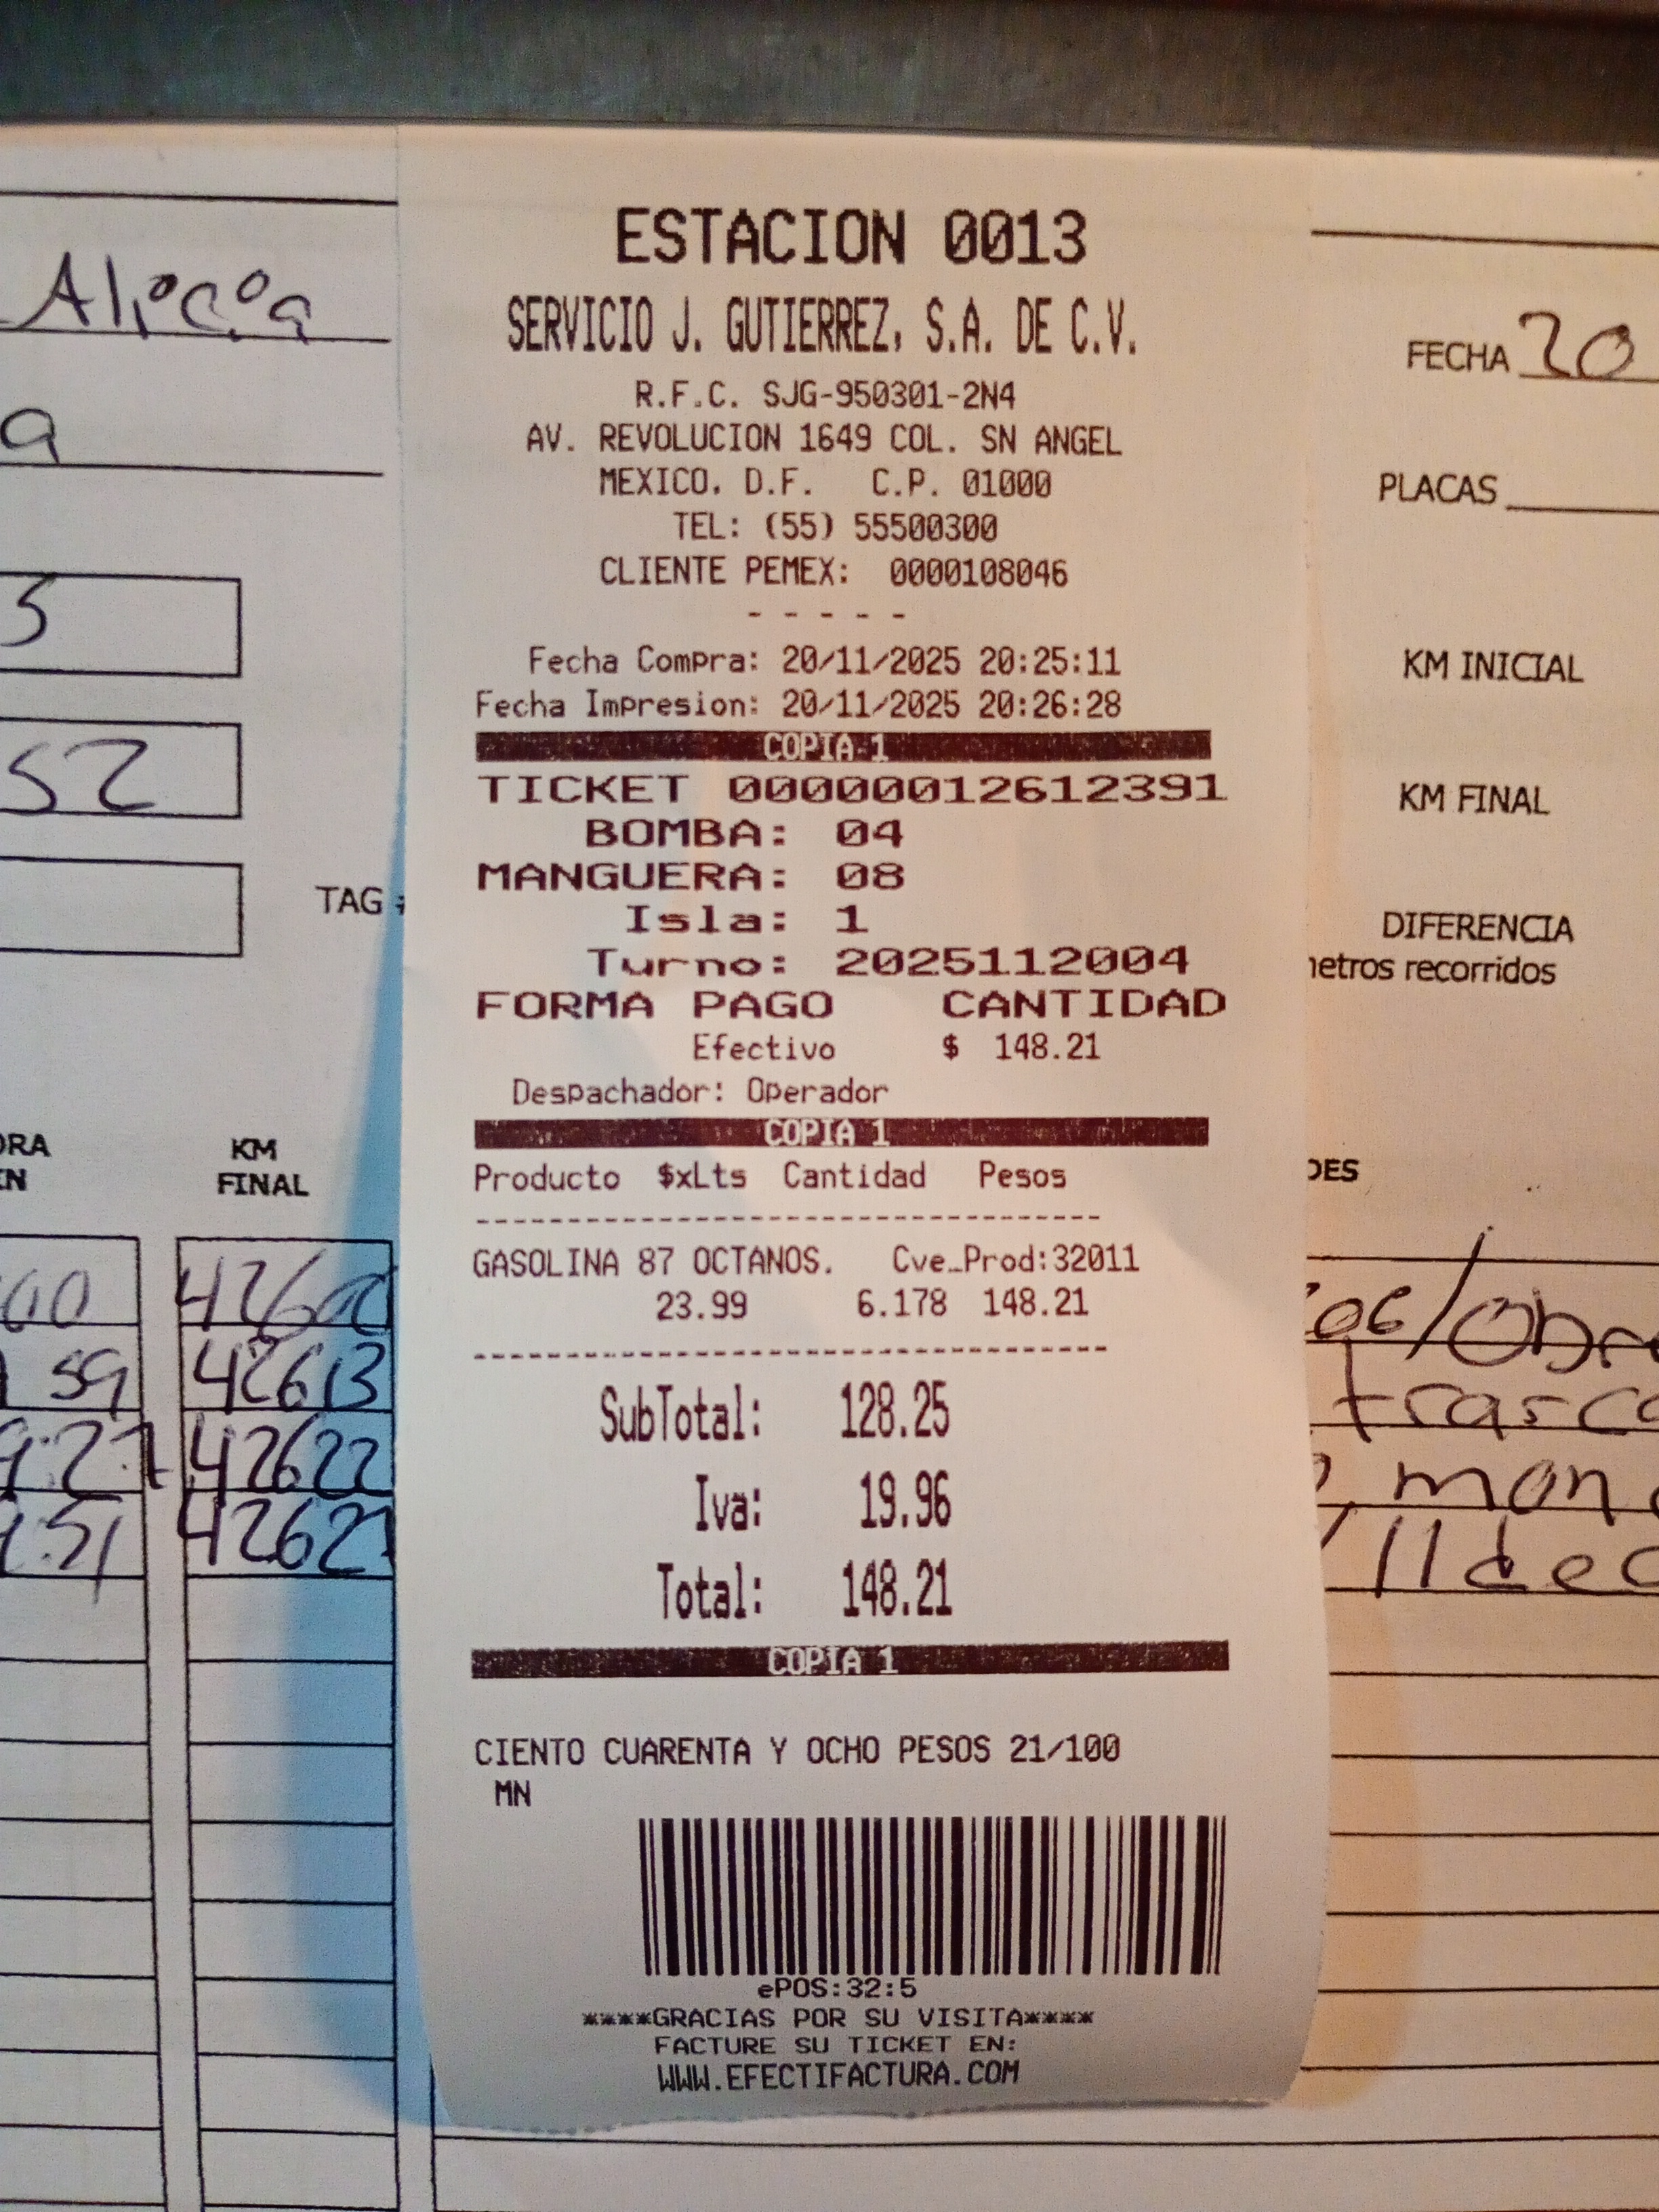 ESTACION 0013
SERVICIO J. GUTIERREZ, S.A. DE C.V.
R.F.C. SJG-950301-2N4
AV. REVOLUCION 1649 COL. SN ANGEL
MEXICO, D.F. C.P. 01000
TEL: (55) 55500300
CLIENTE PEMEX: 0000108046
- - - - -
Fecha Compra: 20/11/2025 20:25:11
Fecha Impresion: 20/11/2025 20:26:28
COPIA 1
TICKET 00000012612391
BOMBA: 04
MANGUERA: 08
Isla: 1
Turno: 2025112004
FORMA PAGO CANTIDAD
Efectivo $ 148.21
Despachador: Operador
COPIA 1
Producto $xLts Cantidad Pesos
GASOLINA 87 OCTANOS. Cve_Prod:32011
23.99 6.178 148.21
SubTotal: 128.25
Iva: 19.96
Total: 148.21
COPIA 1
CIENTO CUARENTA Y OCHO PESOS 21/100
MN
ePOS:32:5
****GRACIAS POR SU VISITA****
FACTURE SU TICKET EN:
WWW.EFECTIFACTURA.COM
Alicia
a
52
TAG
KM
FINAL
42600
42613
42622
FECHA 20
PLACAS
KM INICIAL
KM FINAL
DIFERENCIA
recorridos